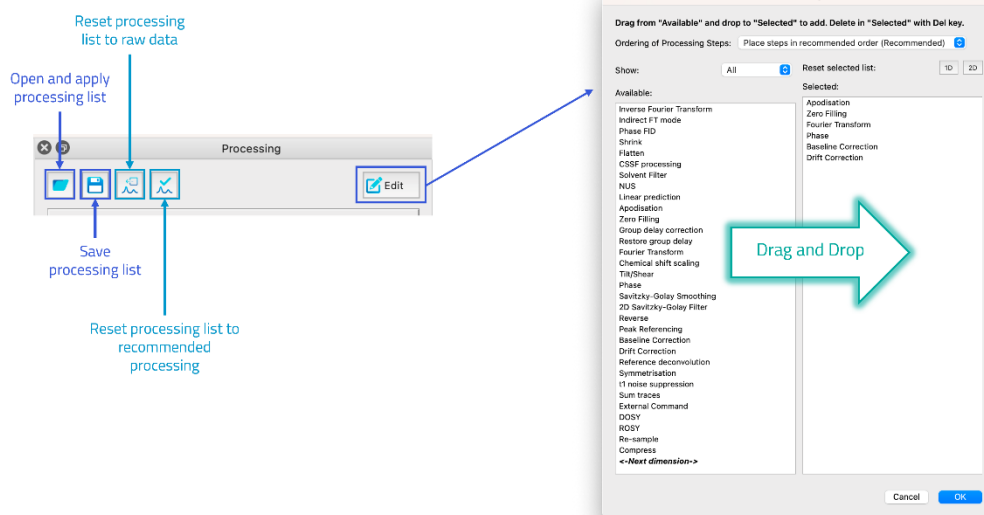 Reset processing
list to raw data
Open and apply
processing list
Processing
Edit
Save
processing list
Reset processing list to
recommended
processing
Drag from "Available" and drop to "Selected" to add. Delete in "Selected" with Del key.
Ordering of Processing Steps: Place steps in recommended order (Recommended)
Show: All Reset selected list: 1D 2D
Available:
Inverse Fourier Transform
Indirect FT mode
Phase FID
Shrink
Flatten
CSSF processing
Solvent Filter
NUS
Linear prediction
Apodisation
Zero Filling
Group delay correction
Restore group delay
Fourier Transform
Chemical shift scaling
Tilt/Shear
Phase
Savitzky-Golay Smoothing
2D Savitzky-Golay Filter
Reverse
Peak Referencing
Baseline Correction
Drift Correction
Reference deconvolution
Symmetrisation
t1 noise suppression
Sum traces
External Command
DOSY
ROSY
Re-sample
Compress
<-Next dimension->
Selected:
Apodisation
Zero Filling
Fourier Transform
Phase
Baseline Correction
Drift Correction
Drag and Drop
Cancel OK